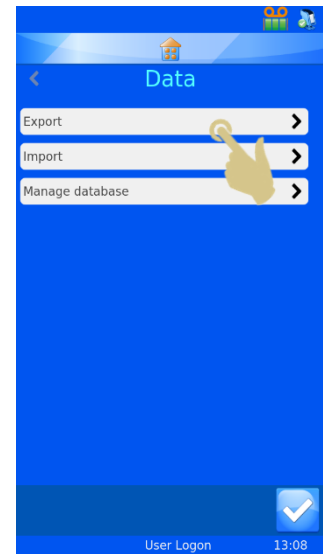 Data
Export
Import
Manage database
User Logon 13:08